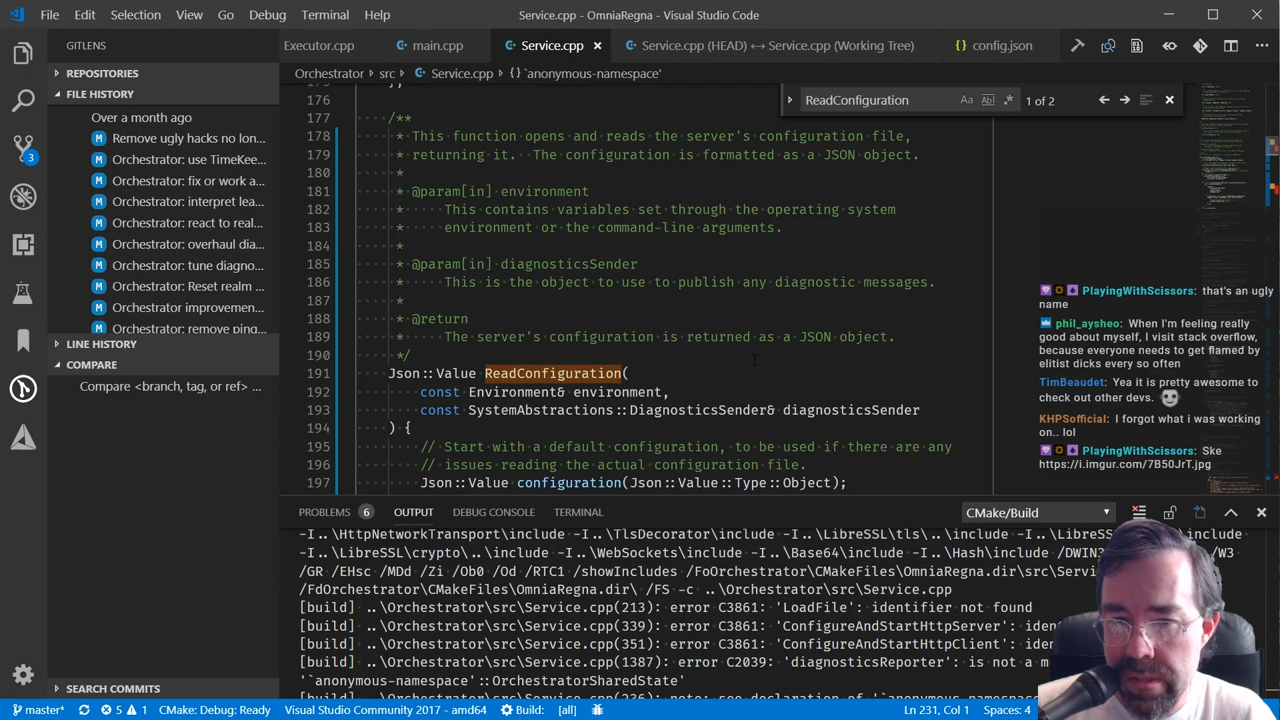 File Edit Selection View Go Debug Terminal Help
Service.cpp - OmniaRegna - Visual Studio Code
GITLENS
Executor.cpp
main.cpp
Service.cpp
Service.cpp (HEAD) ↔ Service.cpp (Working Tree)
config.json
REPOSITORIES
FILE HISTORY
Over a month ago
M Remove ugly hacks no lon...
M Orchestrator: use TimeKee...
M Orchestrator: fix or work a...
M Orchestrator: interpret lea...
M Orchestrator: react to real...
M Orchestrator: overhaul dia...
M Orchestrator: tune diagno...
M Orchestrator: Reset realm ...
M Orchestrator improvemen...
M Orchestrator: remove ping...
LINE HISTORY
COMPARE
Compare <branch, tag, or ref> ...
SEARCH COMMITS
3
Orchestrator › src › Service.cpp › {} `anonymous-namespace'
ReadConfiguration Aa Abl .* 1 of 2
176
177 /**
178 * This function opens and reads the server's configuration file,
179 * returning it. The configuration is formatted as a JSON object.
180 *
181 * @param[in] environment
182 * This contains variables set through the operating system
183 * environment or the command-line arguments.
184 *
185 * @param[in] diagnosticsSender
186 * This is the object to use to publish any diagnostic messages.
187 *
188 * @return
189 * The server's configuration is returned as a JSON object.
190 */
191 Json::Value ReadConfiguration(
192 const Environment& environment,
193 const SystemAbstractions::DiagnosticsSender& diagnosticsSender
194 ) {
195 // Start with a default configuration, to be used if there are any
196 // issues reading the actual configuration file.
197 Json::Value configuration(Json::Value::Type::Object);
PlayingWithScissors: that's an ugly
name
phil_aysheo: When I'm feeling really
good about myself, I visit stack overflow,
because everyone needs to get flamed by
elitist dicks every so often
TimBeaudet: Yea it is pretty awesome to
check out other devs.
KHPSofficial: I forgot what i was working
on.. lol
PlayingWithScissors: Ske
https://i.imgur.com/7B50JrT.jpg
PROBLEMS 6 OUTPUT DEBUG CONSOLE TERMINAL
CMake/Build
-I..\HttpNetworkTransport\include -I..\TlsDecorator\include -I..\LibreSSL\tls\..\include -I..\LibreSSL\ include
-I..\LibreSSL\crypto\..\include -I..\WebSockets\include -I..\Base64\include -I..\Hash\include /DWIN3 /W3
/GR /EHsc /MDd /Zi /Ob0 /Od /RTC1 /showIncludes /FoOrchestrator\CMakeFiles\OmniaRegna.dir\src\Servic
/FdOrchestrator\CMakeFiles\OmniaRegna.dir\ /FS -c ..\Orchestrator\src\Service.cpp
[build] ..\Orchestrator\src\Service.cpp(213): error C3861: 'LoadFile': identifier not found
[build] ..\Orchestrator\src\Service.cpp(339): error C3861: 'ConfigureAndStartHttpServer': iden
[build] ..\Orchestrator\src\Service.cpp(351): error C3861: 'ConfigureAndStartHttpClient': iden
[build] ..\Orchestrator\src\Service.cpp(1387): error C2039: 'diagnosticsReporter': is not a m
'`anonymous-namespace'::OrchestratorSharedState'
[build] ..\Orchestrator\src\Service.cpp(236): note: see declaration of '`anonymous-namespace
master* 5 1 CMake: Debug: Ready Visual Studio Community 2017 - amd64 Build: [all] Ln 231, Col 1 Spaces: 4